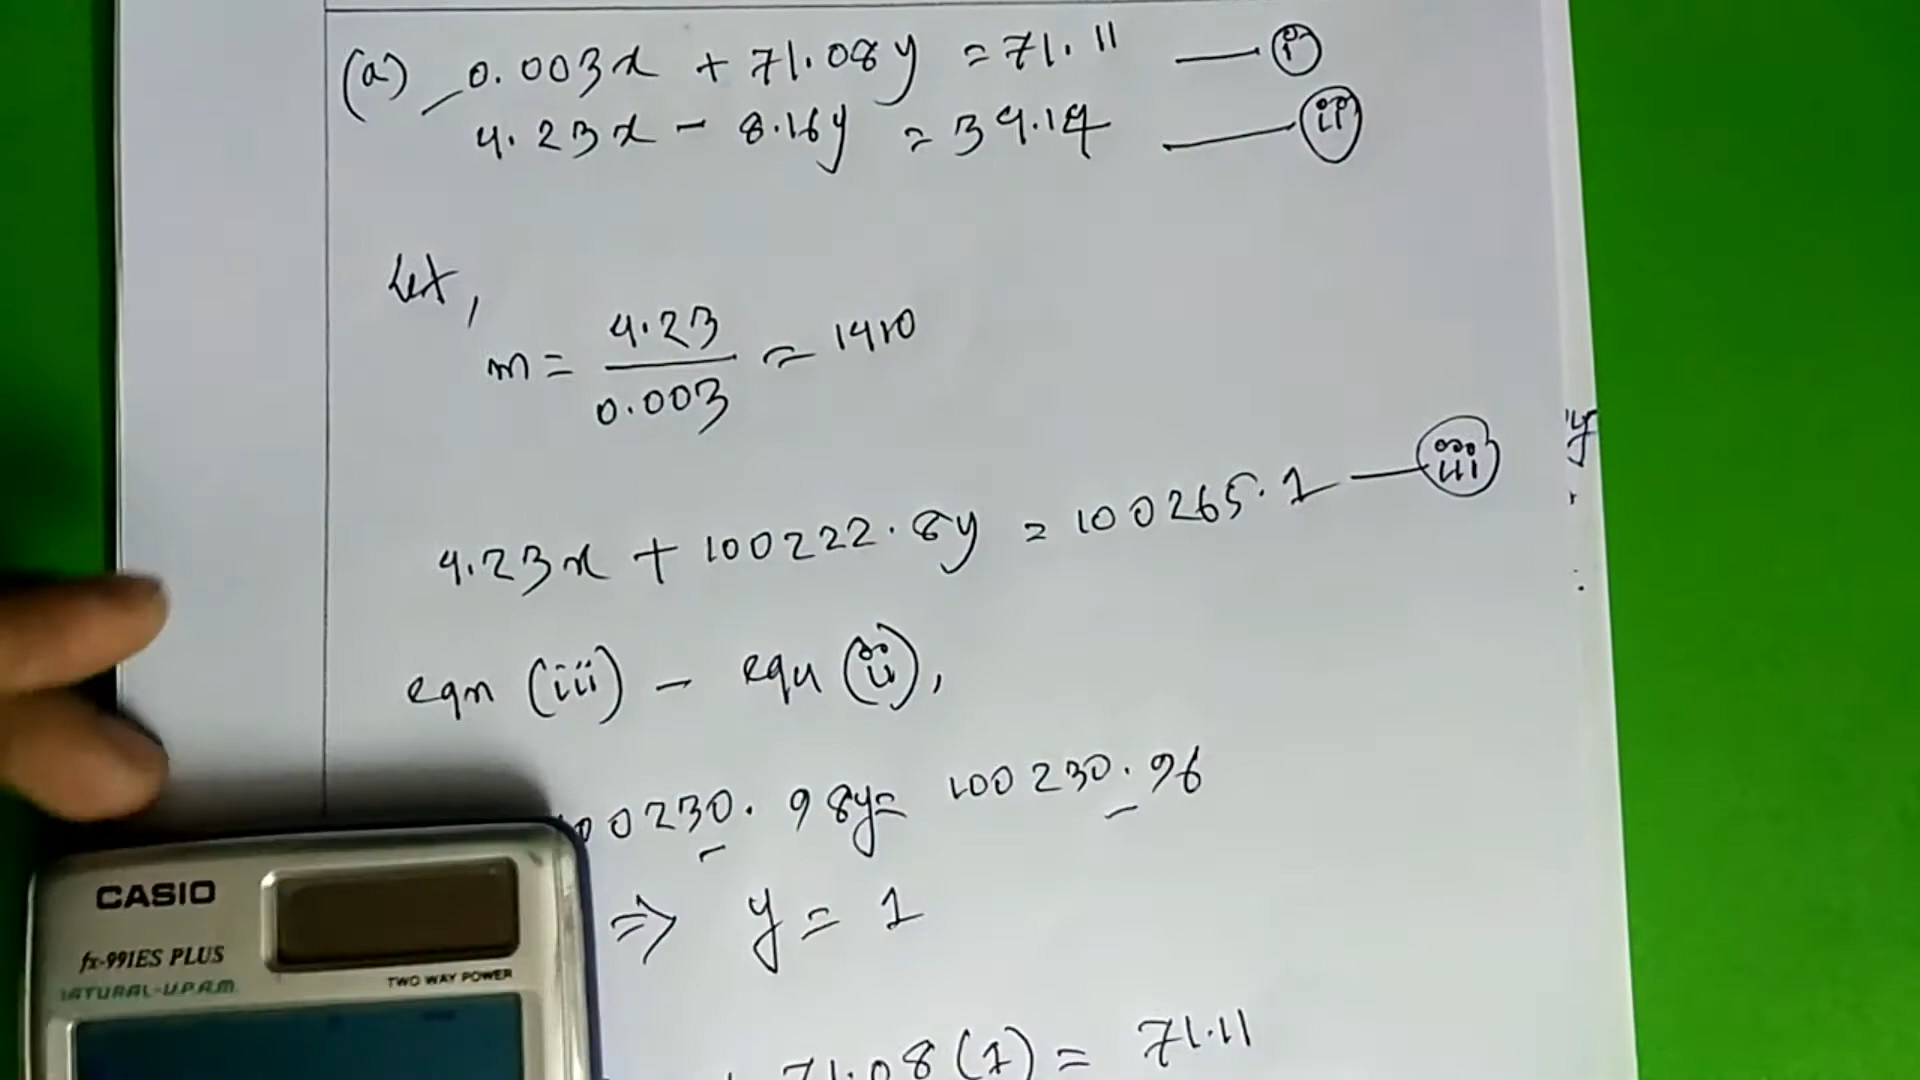 (a) 0.003x + 71.08y = 71.11 — (i)
4.23x - 8.16y = 34.14 — (ii)
Let,
m = 4.23/0.003 = 1410
4.23x + 100222.8y = 100265.1 — (iii)
eqn (iii) - equ (ii),
00230.98y = 100230.96
⇒ y = 1
71.08(1) = 71.11
CASIO
fx-991ES PLUS
NATURAL-V.P.A.M.
TWO WAY POWER
y